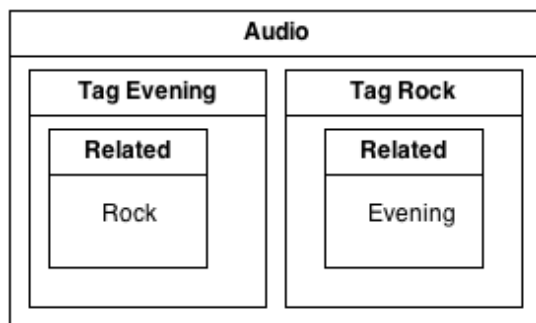 Audio
Tag Evening
Tag Rock
Related
Related
Rock
Evening